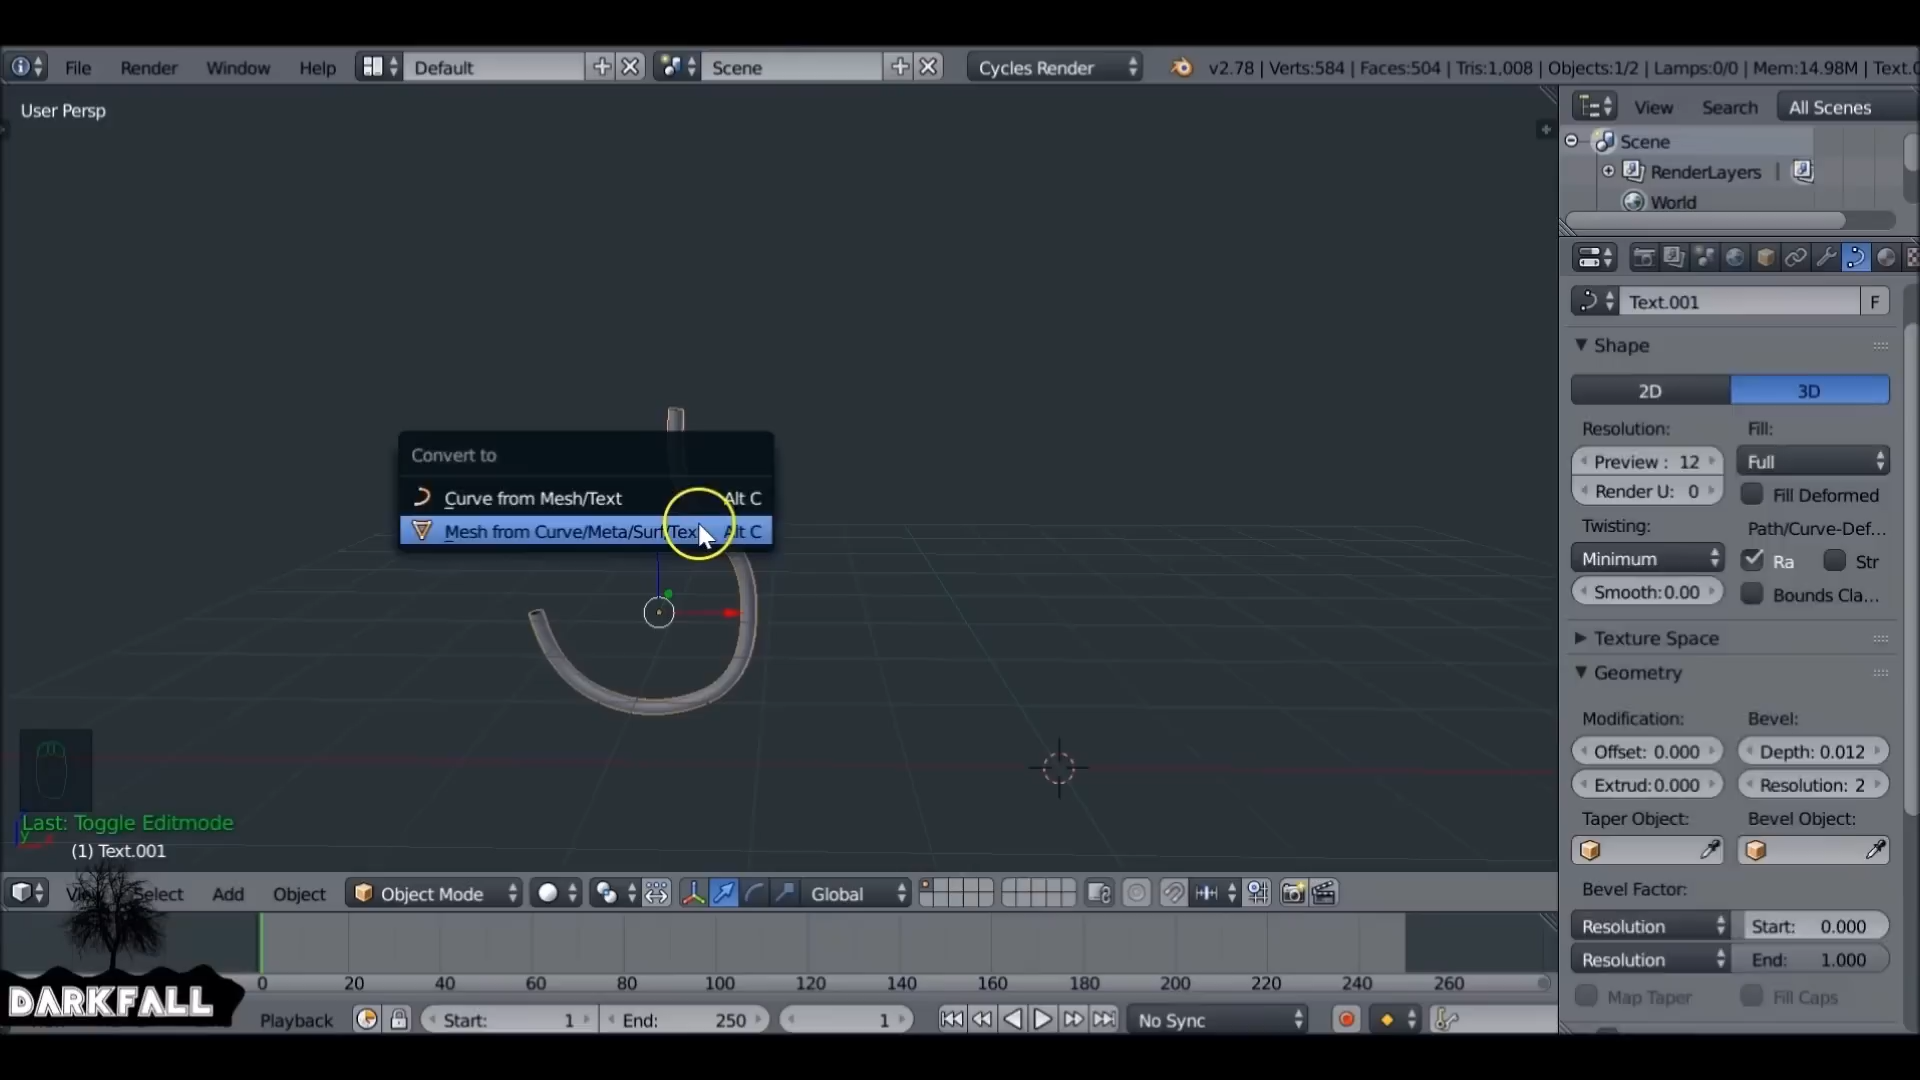 File Render Window Help Default Scene Cycles Render v2.78 | Verts:584 | Faces:504 | Tris:1,008 | Objects:1/2 | Lamps:0/0 | Mem:14.98M | Text.0
User Persp
View Search All Scenes
Scene
RenderLayers
World
Text.001 F
Shape
2D 3D
Resolution: Fill:
Preview : 12 Full
Render U: 0 Fill Deformed
Twisting: Path/Curve-Def...
Minimum Ra Str
Smooth:0.00 Bounds Cla...
Texture Space
Geometry
Modification: Bevel:
Offset: 0.000 Depth: 0.012
Extrud:0.000 Resolution: 2
Taper Object: Bevel Object:
Bevel Factor:
Resolution Start: 0.000
Resolution End: 1.000
Map Taper Fill Caps
Convert to
Curve from Mesh/Text Alt C
Mesh from Curve/Meta/Surf/Tex Alt C
Last: Toggle Editmode
(1) Text.001
Select Add Object Object Mode Global
0 20 40 60 80 100 120 140 160 180 200 220 240 260
DARKFALL
Playback Start: 1 End: 250 1 No Sync